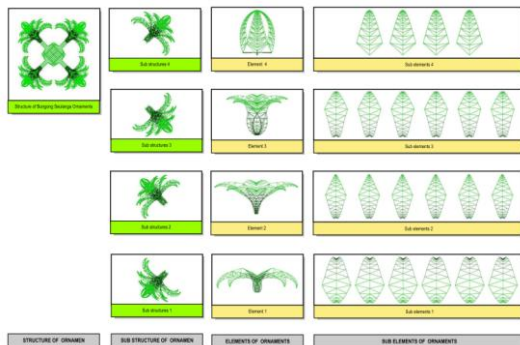 Sub structures 4
Element 4
Sub elements 4
Structure of Bungong Seulanga Ornaments
Sub structures 3
Element 3
Sub elements 3
Sub structures 2
Element 2
Sub elements 2
Sub structures 1
Element 1
Sub elements 1
STRUCTURE OF ORNAMEN
SUB STRUCTURE OF ORNAMEN
ELEMENTS OF ORNAMENTS
SUB ELEMENTS OF ORNAMENTS